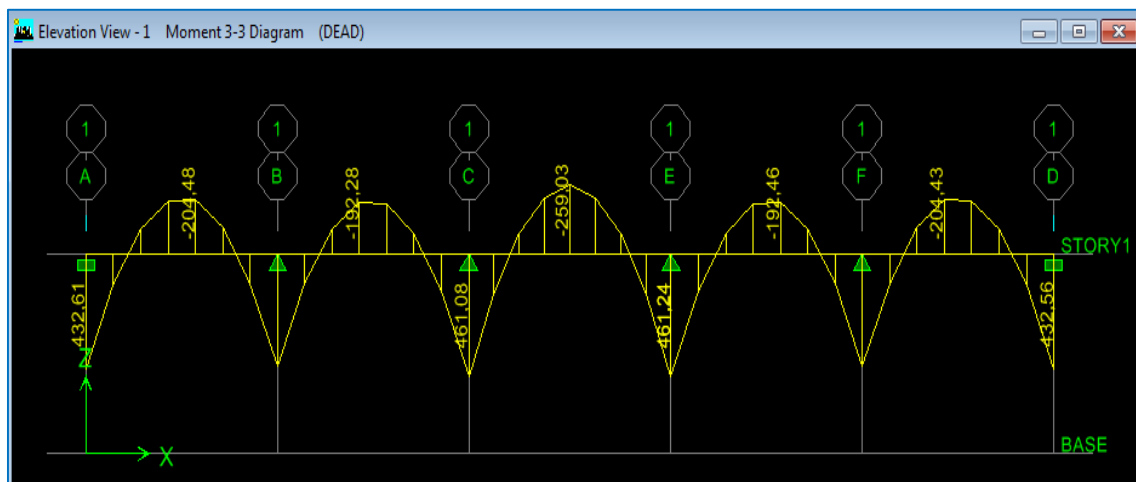 Elevation View - 1 Moment 3-3 Diagram (DEAD)
1 1 1 1 1 1
A B C E F D
-204,48 -192,28 -259,03 -192,46 -204,43
STORY1
432,61 461,08 461,24 432,56
Z
X
BASE